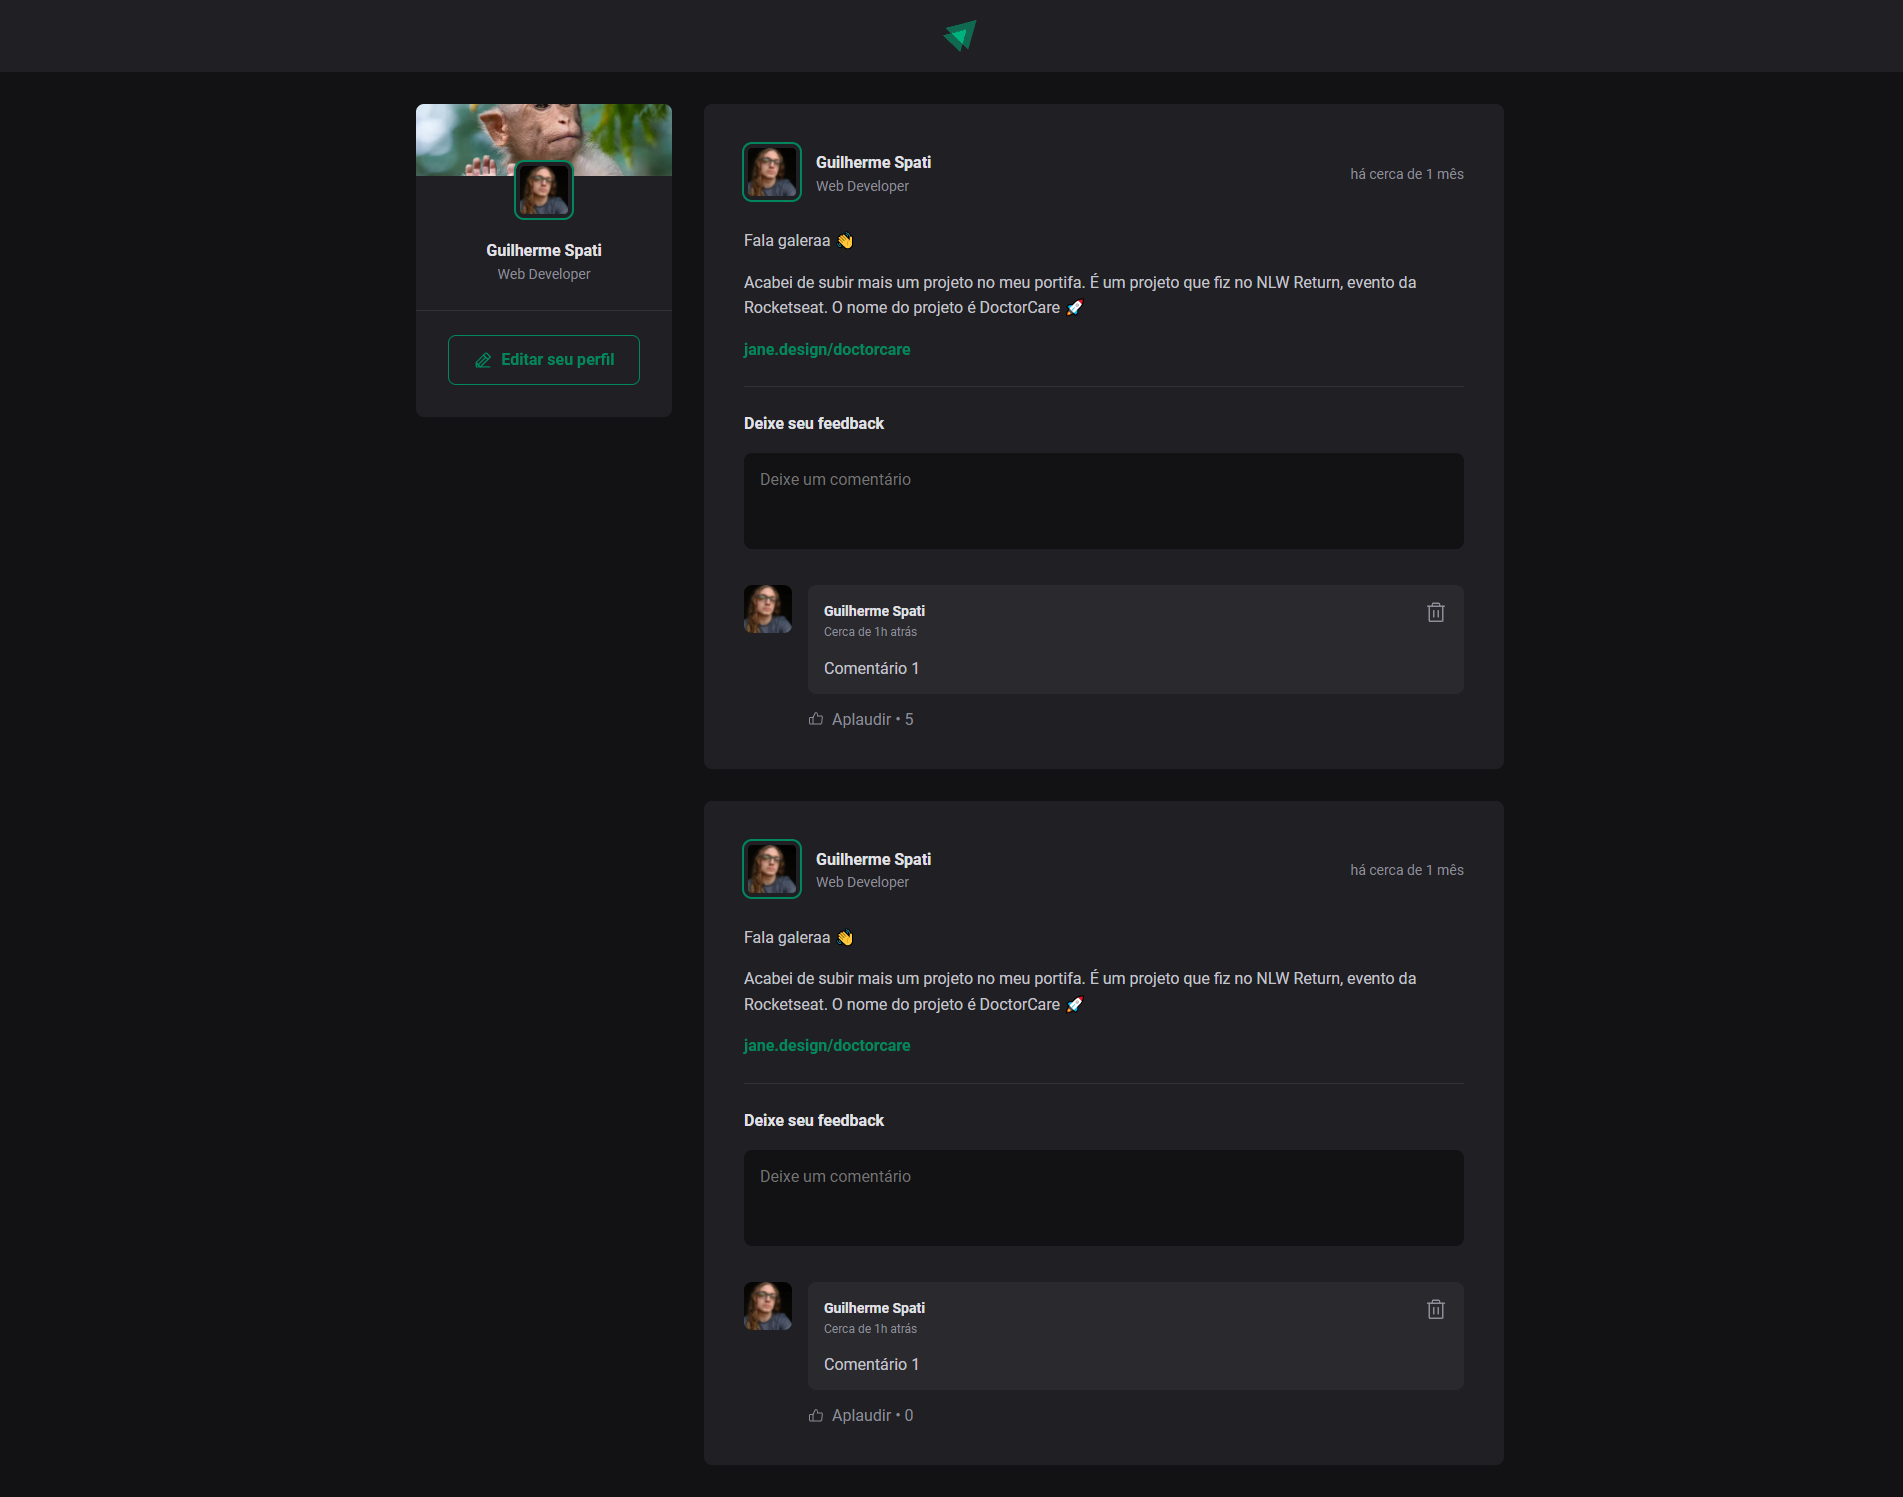 Guilherme Spati
Web Developer
Editar seu perfil
Guilherme Spati
Web Developer
há cerca de 1 mês
Fala galeraa 👋
Acabei de subir mais um projeto no meu portifa. É um projeto que fiz no NLW Return, evento da
Rocketseat. O nome do projeto é DoctorCare 🚀
jane.design/doctorcare
Deixe seu feedback
Deixe um comentário
Guilherme Spati
Cerca de 1h atrás
Comentário 1
Aplaudir • 5
Guilherme Spati
Web Developer
há cerca de 1 mês
Fala galeraa 👋
Acabei de subir mais um projeto no meu portifa. É um projeto que fiz no NLW Return, evento da
Rocketseat. O nome do projeto é DoctorCare 🚀
jane.design/doctorcare
Deixe seu feedback
Deixe um comentário
Guilherme Spati
Cerca de 1h atrás
Comentário 1
Aplaudir • 0